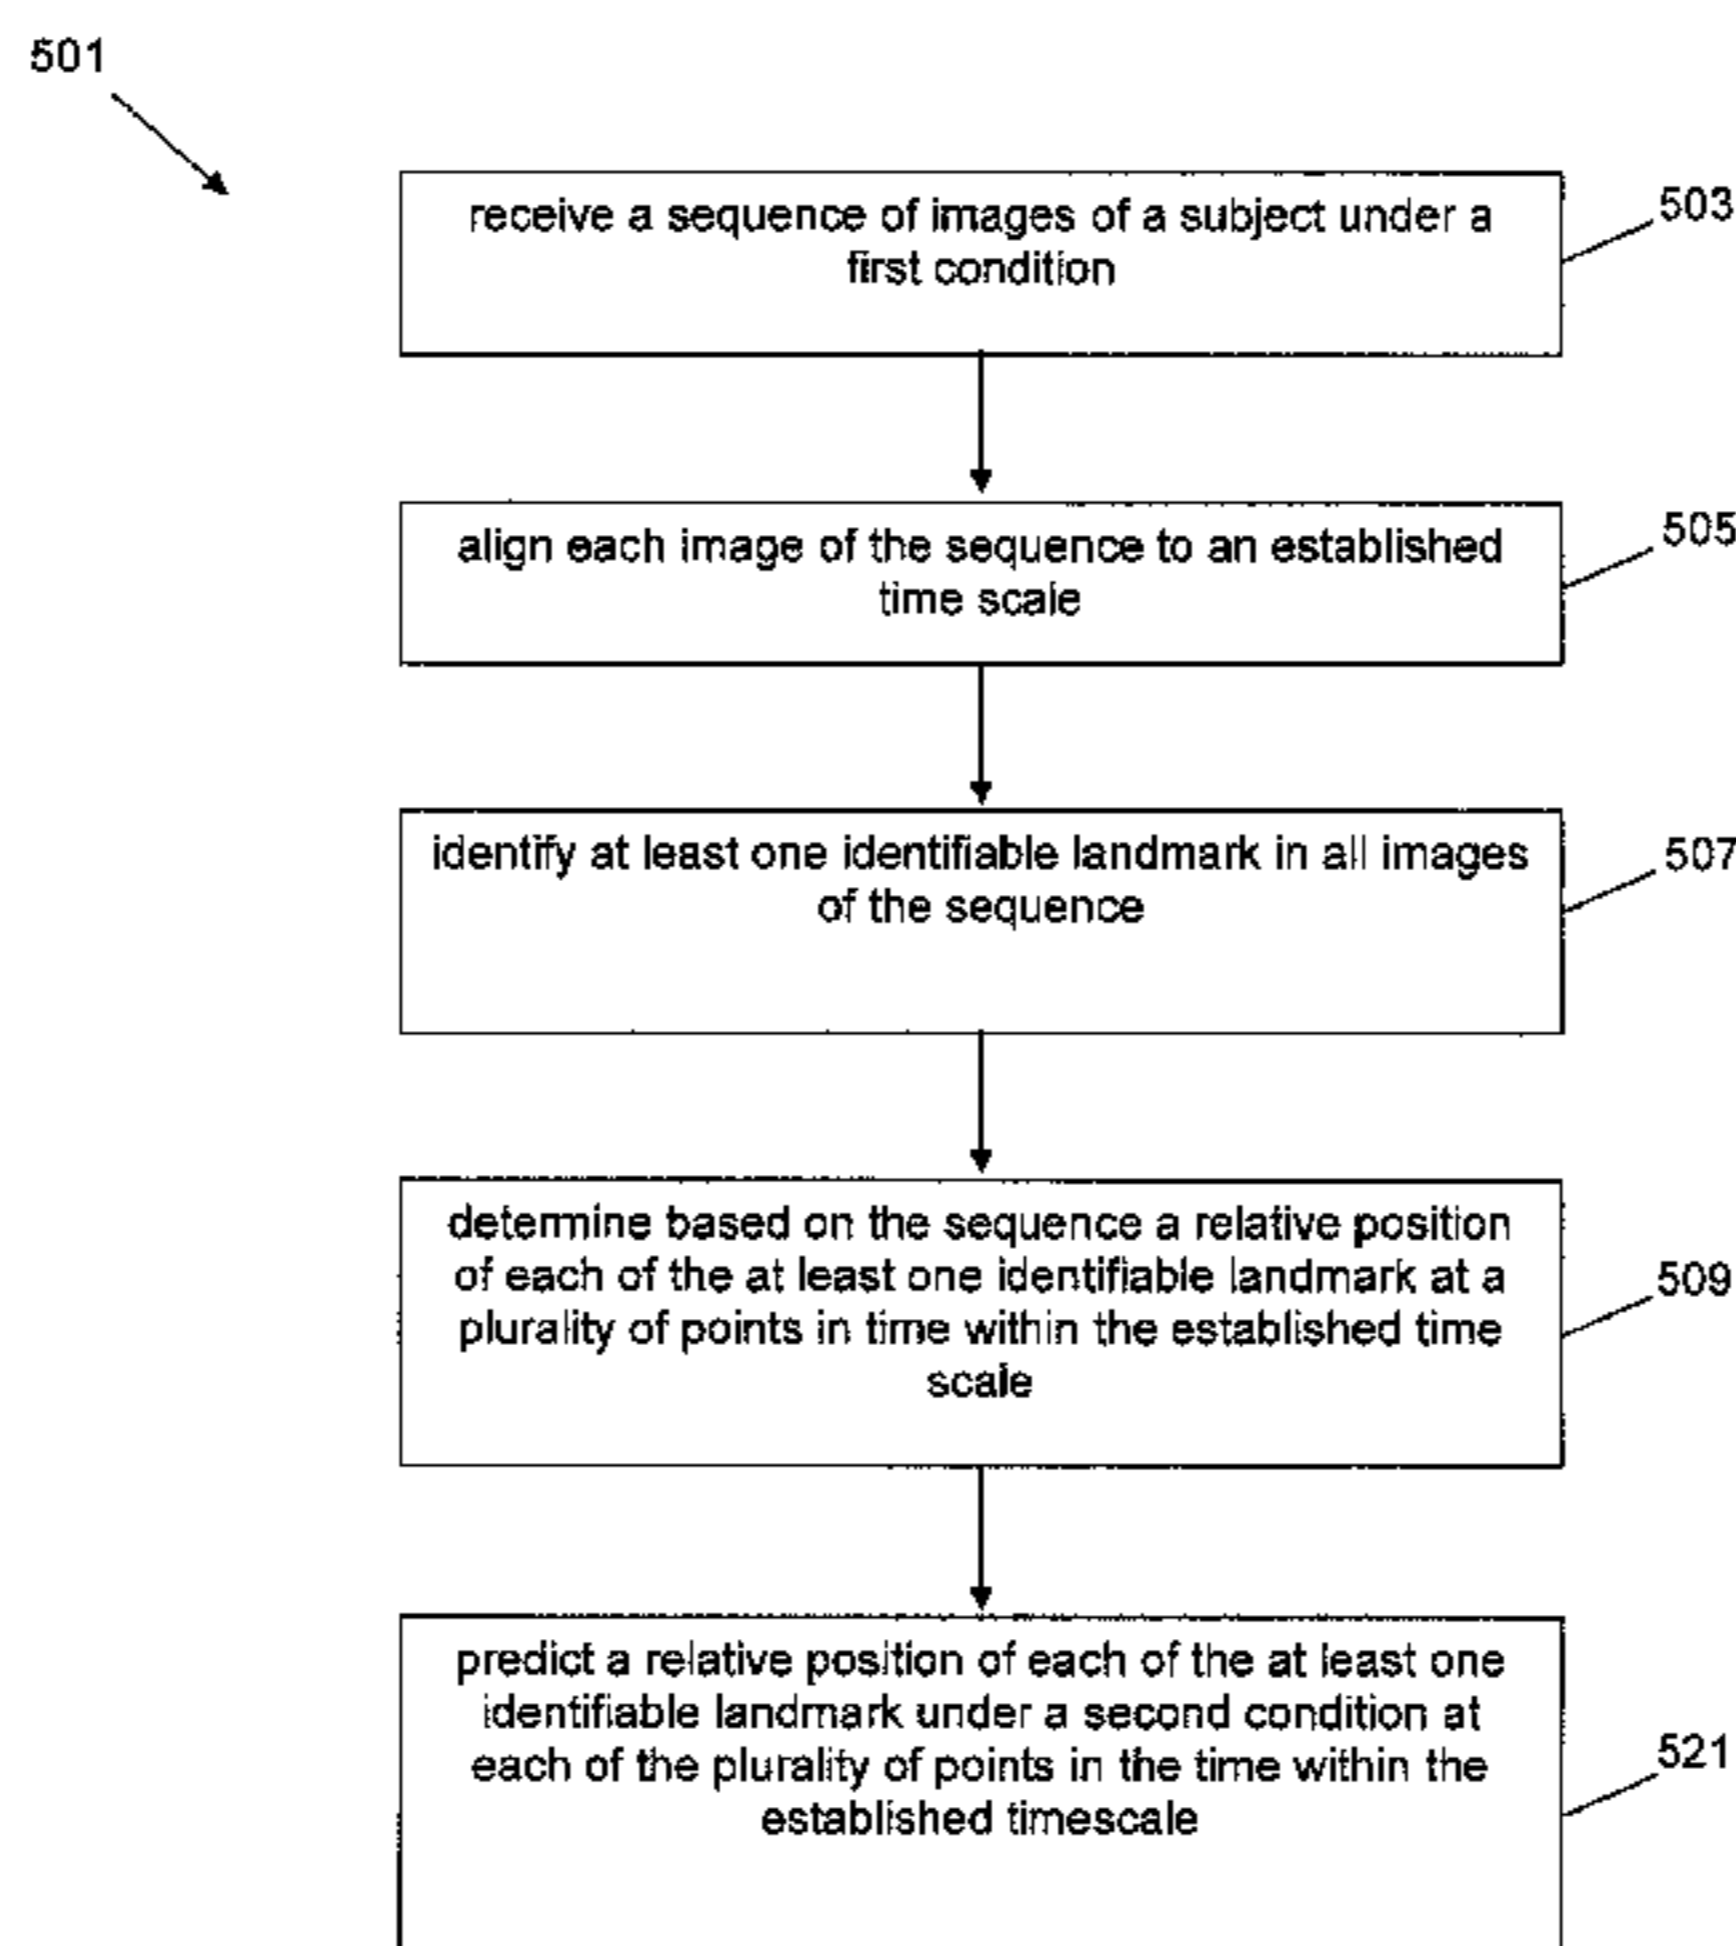 501
receive a sequence of images of a subject under a
first condition
503
align each image of the sequence to an established
time scale
505
identify at least one identifiable landmark in all images
of the sequence
507
determine based on the sequence a relative position
of each of the at least one identifiable landmark at a
plurality of points in time within the established time
scale
509
predict a relative position of each of the at least one
identifiable landmark under a second condition at
each of the plurality of points in the time within the
established timescale
521